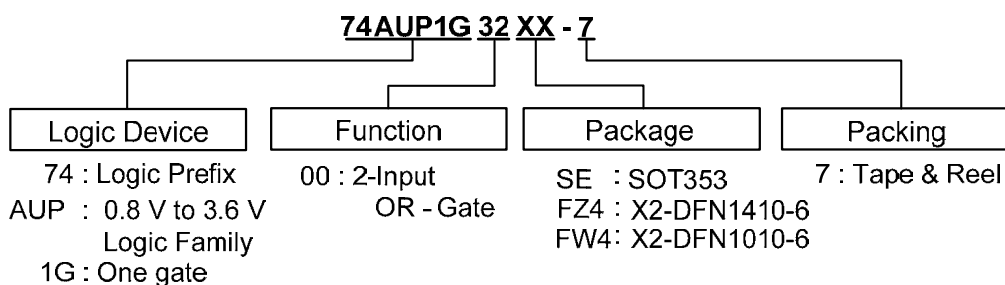 74AUP1G 32 XX - 7
Logic Device
74 : Logic Prefix
AUP : 0.8 V to 3.6 V
Logic Family
1G : One gate
Function
00 : 2-Input
OR - Gate
Package
SE : SOT353
FZ4 : X2-DFN1410-6
FW4 : X2-DFN1010-6
Packing
7 : Tape & Reel